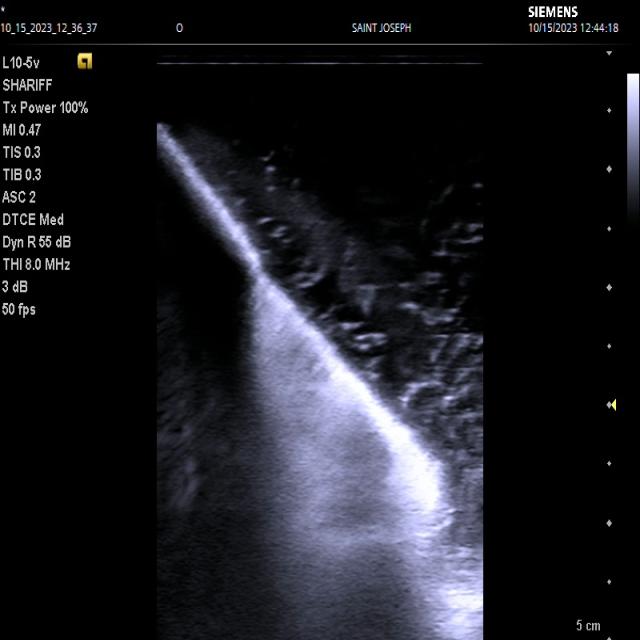 *
SIEMENS
10_15_2023_12_36_37 O SAINT JOSEPH 10/15/2023 12:44:18
L10-5v
SHARIFF
Tx Power 100%
MI 0.47
TIS 0.3
TIB 0.3
ASC 2
DTCE Med
Dyn R 55 dB
THI 8.0 MHz
3 dB
50 fps
5 cm